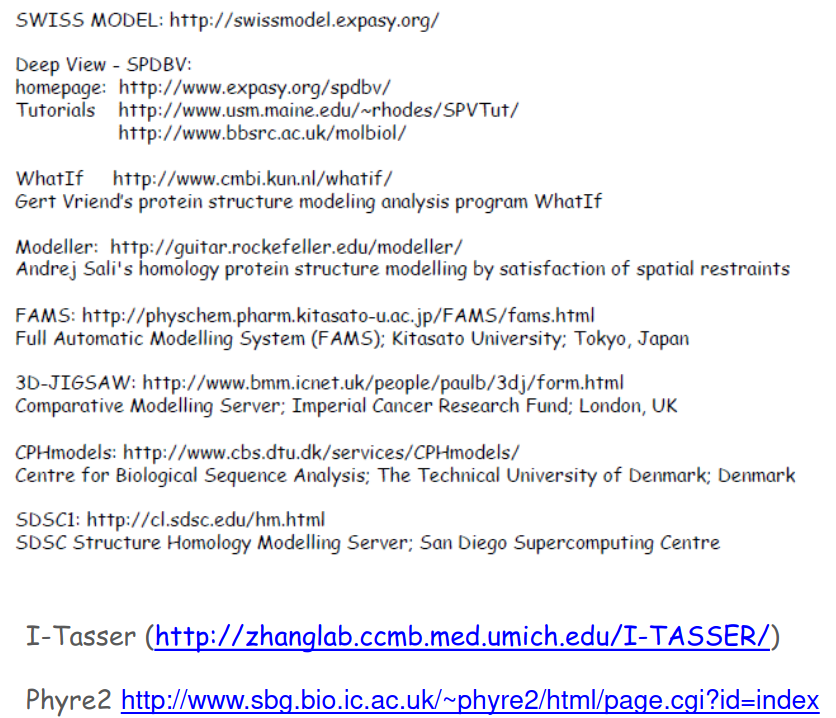 SWISS MODEL: http://swissmodel.expasy.org/
Deep View - SPDBV:
homepage: http://www.expasy.org/spdbv/
Tutorials http://www.usm.maine.edu/~rhodes/SPVTut/
http://www.bbsrc.ac.uk/molbiol/
WhatIf http://www.cmbi.kun.nl/whatif/
Gert Vriend's protein structure modeling analysis program WhatIf
Modeller: http://guitar.rockefeller.edu/modeller/
Andrej Sali's homology protein structure modelling by satisfaction of spatial restraints
FAMS: http://physchem.pharm.kitasato-u.ac.jp/FAMS/fams.html
Full Automatic Modelling System (FAMS); Kitasato University; Tokyo, Japan
3D-JIGSAW: http://www.bmm.icnet.uk/people/paulb/3dj/form.html
Comparative Modelling Server; Imperial Cancer Research Fund; London, UK
CPHmodels: http://www.cbs.dtu.dk/services/CPHmodels/
Centre for Biological Sequence Analysis; The Technical University of Denmark; Denmark
SDSC1: http://cl.sdsc.edu/hm.html
SDSC Structure Homology Modelling Server; San Diego Supercomputing Centre
I-Tasser (http://zhanglab.ccmb.med.umich.edu/I-TASSER/)
Phyre2 http://www.sbg.bio.ic.ac.uk/~phyre2/html/page.cgi?id=index